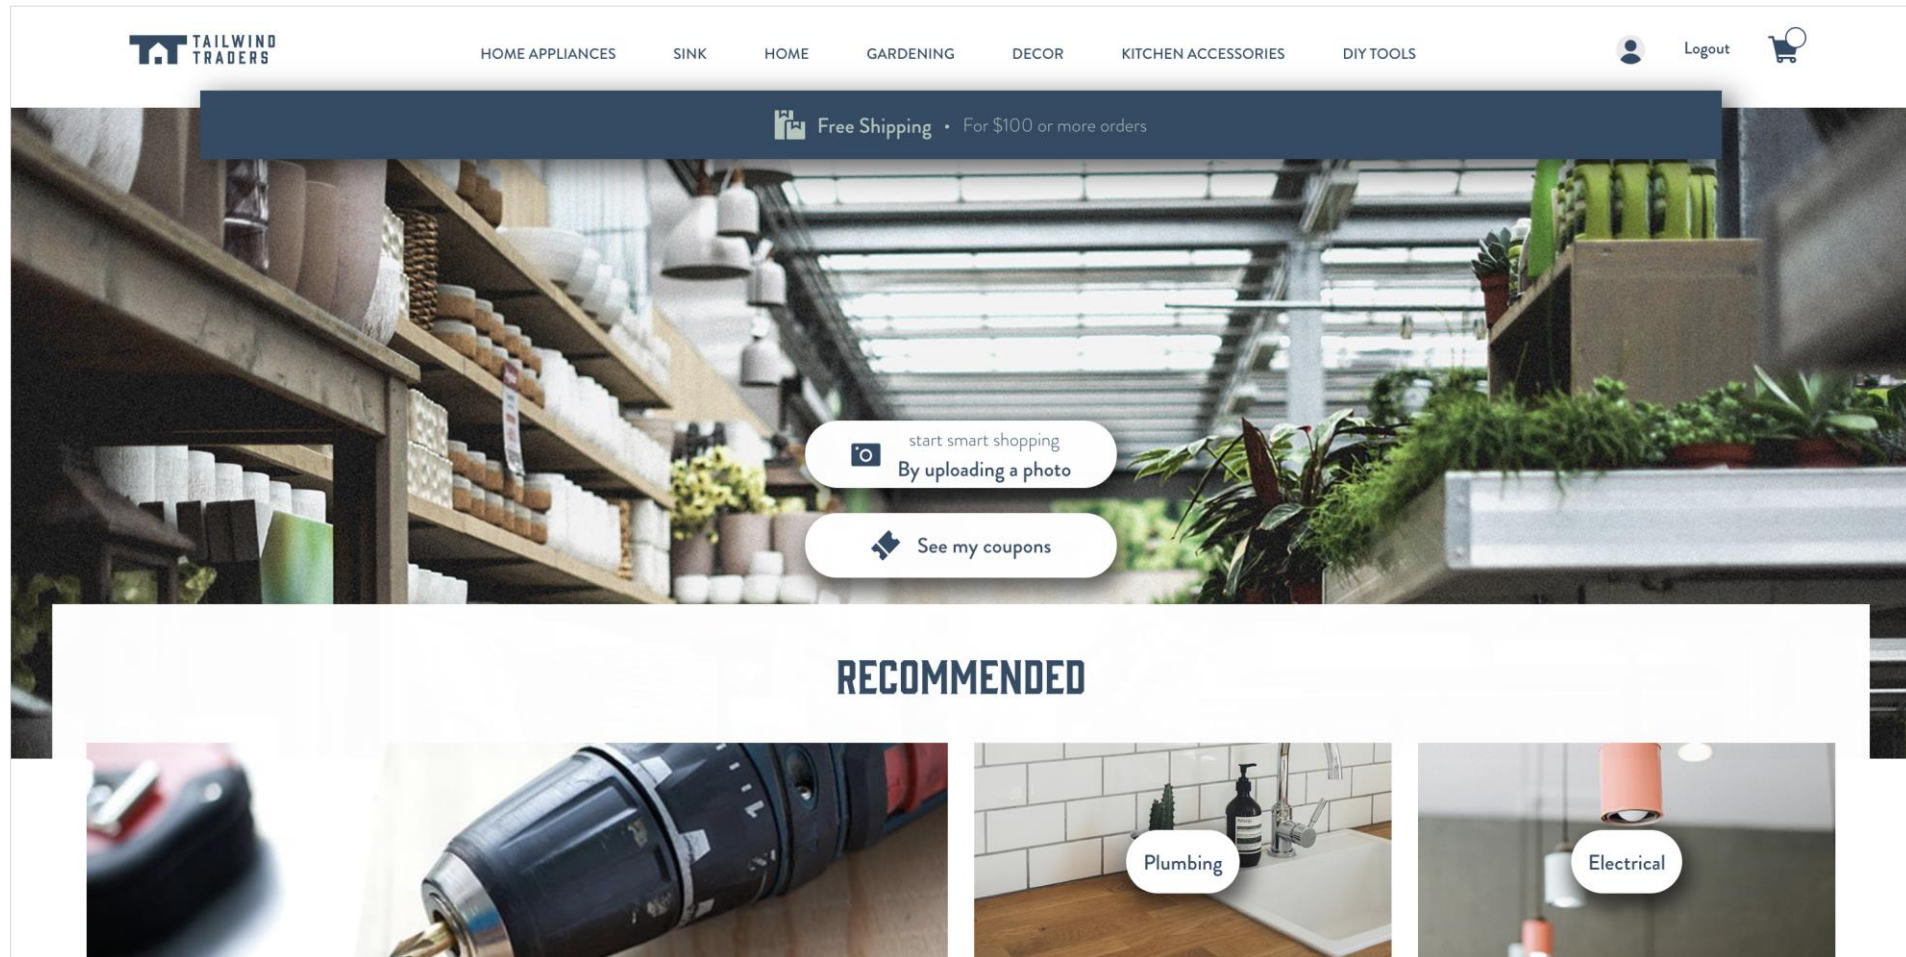 TAILWIND
TRADERS
HOME APPLIANCES
SINK
HOME
GARDENING
DECOR
KITCHEN ACCESSORIES
DIY TOOLS
Logout
Free Shipping • For $100 or more orders
start smart shopping
By uploading a photo
See my coupons
RECOMMENDED
Plumbing
Electrical